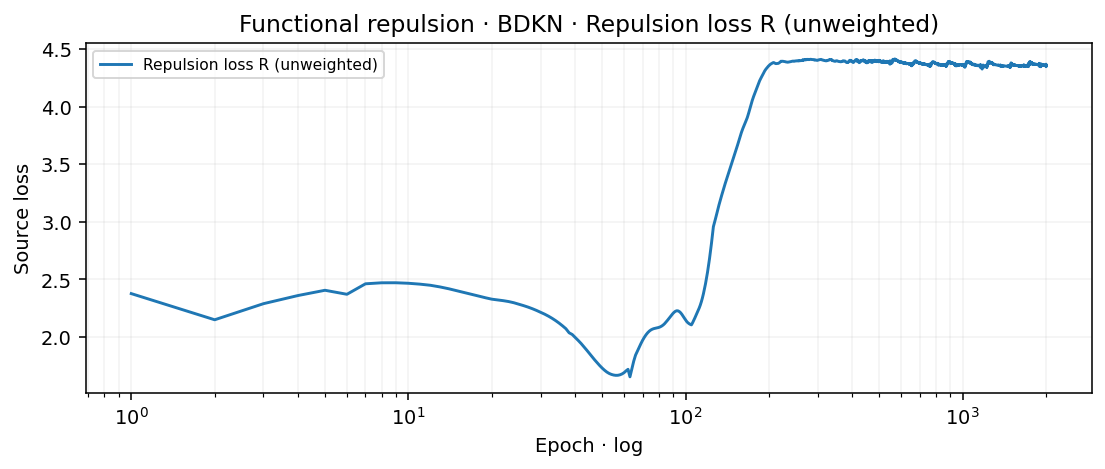 Functional repulsion · BDKN · Repulsion loss R (unweighted)
Repulsion loss R (unweighted)
Source loss
4.5
4.0
3.5
3.0
2.5
2.0
10⁰
10¹
10²
10³
Epoch · log